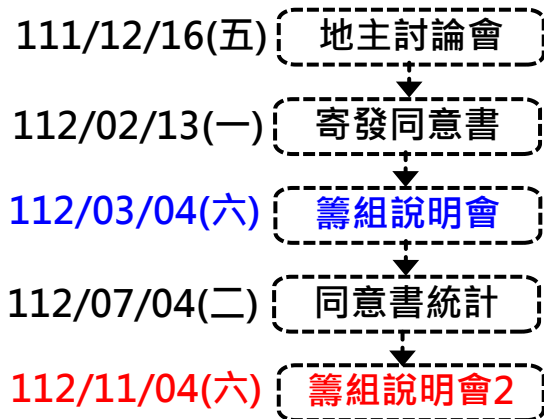 111/12/16(五) 地主討論會
112/02/13(一) 寄發同意書
112/03/04(六) 籌組說明會
112/07/04(二) 同意書統計
112/11/04(六) 籌組說明會2